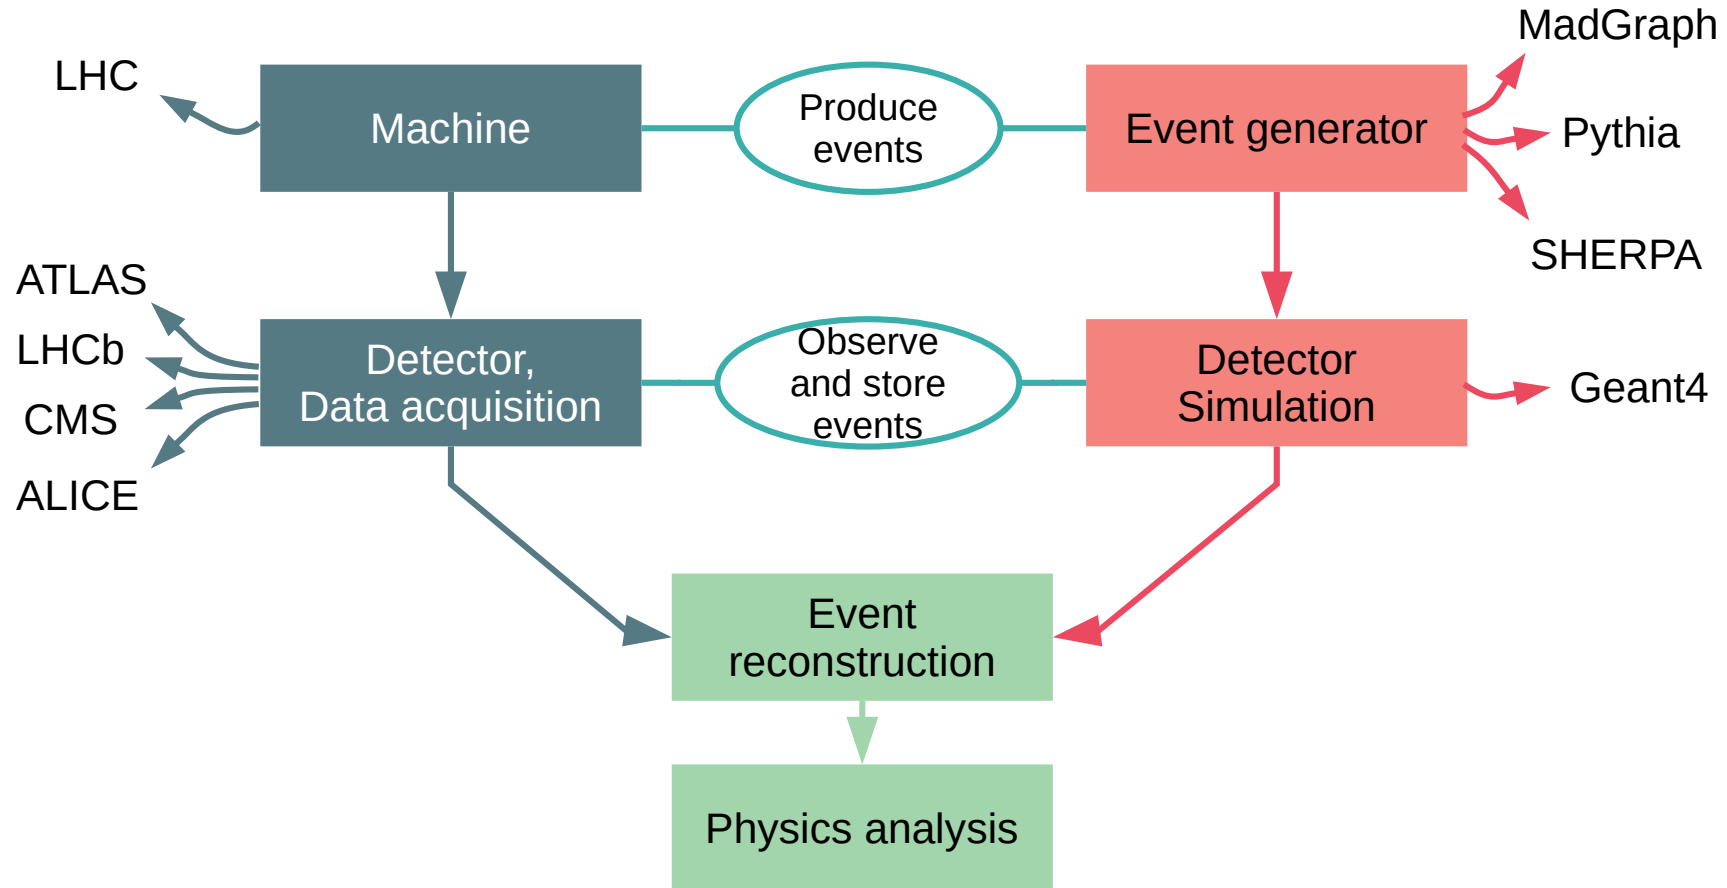 MadGraph
LHC
Machine
Produce
events
Event generator
Pythia
SHERPA
ATLAS
LHCb
CMS
ALICE
Detector,
Data acquisition
Observe
and store
events
Detector
Simulation
Geant4
Event
reconstruction
Physics analysis